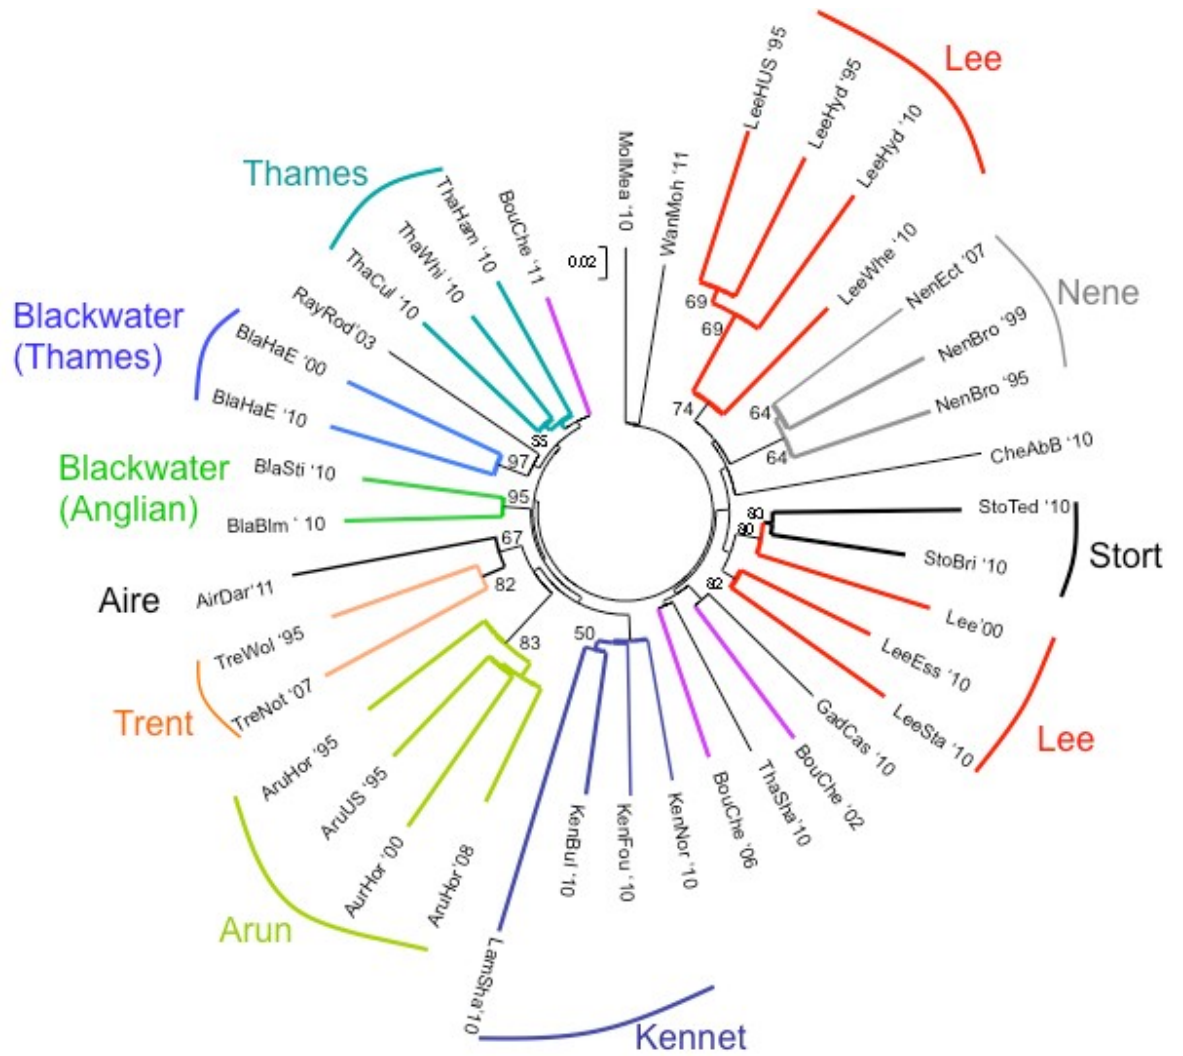 Lee
LeeHUS ‘95
LeeHyd ‘95
LeeHyd ‘10
LeeWhe ‘10
MolMea ‘10
WanMoh ‘11
0.02
69
69
74
Nene
NenEct ‘07
NenBro ‘99
NenBro ‘95
64
64
CheAbB ‘10
Stort
StoTed ‘10
StoBri ‘10
80
Lee‘00
LeeEss ‘10
LeeSta ‘10
82
Lee
GadCas ‘10
BouChe ‘02
ThaSha‘10
BouChe ‘06
KenNor ‘10
KenFou ‘10
KenBul ‘10
50
LamSha‘10
Kennet
AruHor‘08
AurHor ‘00
AruUS ‘95
AruHor ‘95
83
Arun
TreNot ‘07
TreWol ‘95
82
Trent
AirDar‘11
67
Aire
BlaBlm ‘ 10
BlaSti ‘10
95
Blackwater
(Anglian)
BlaHaE ‘10
BlaHaE ‘00
97
Blackwater
(Thames)
RayRod‘03
ThaCul ‘10
ThaWhi ‘10
ThaHam ‘10
BouChe ‘11
Thames